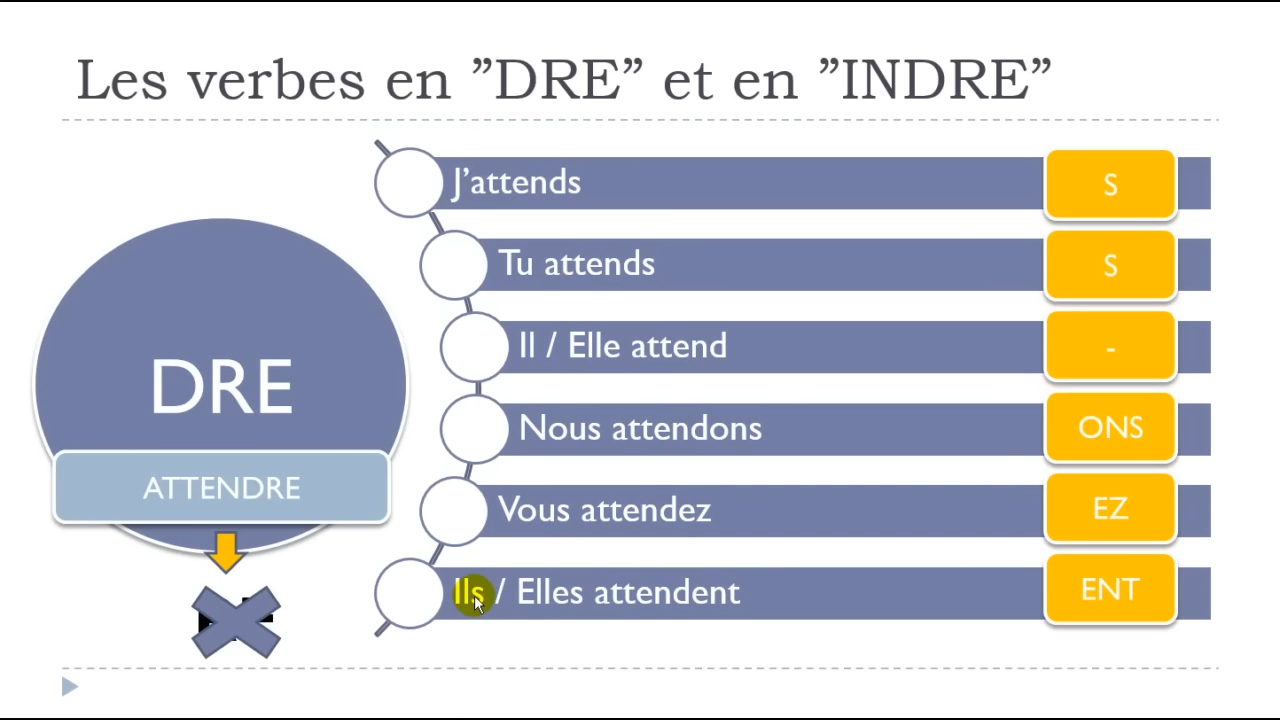 Les verbes en ”DRE” et en ”INDRE”
J’attends S
Tu attends S
Il / Elle attend -
Nous attendons ONS
Vous attendez EZ
Ils / Elles attendent ENT
DRE
ATTENDRE